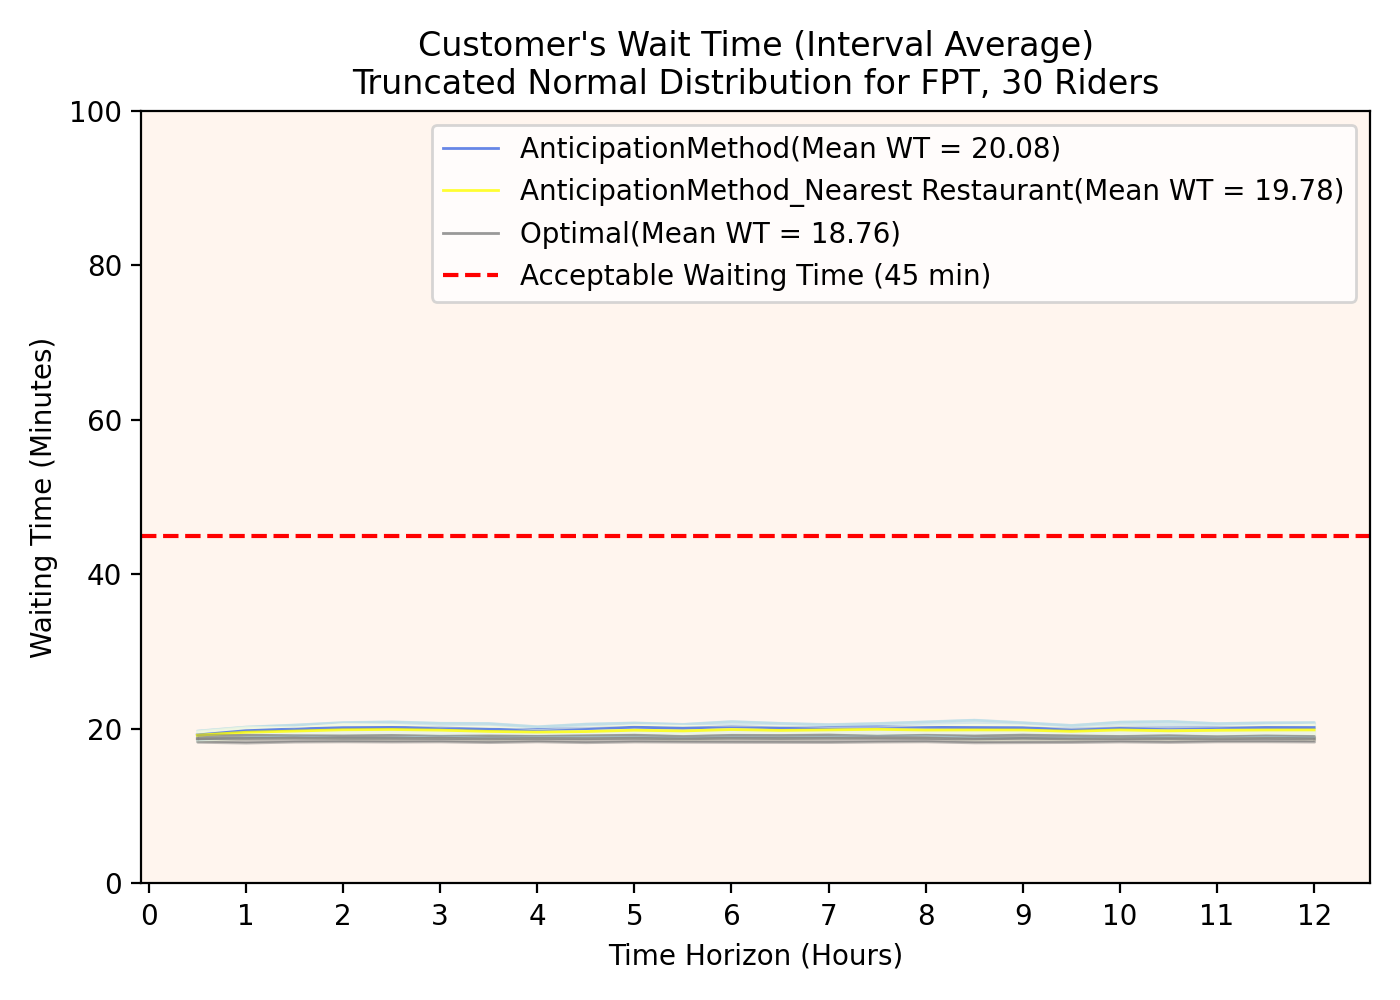 Customer's Wait Time (Interval Average)
Truncated Normal Distribution for FPT, 30 Riders
AnticipationMethod(Mean WT = 20.08)
AnticipationMethod_Nearest Restaurant(Mean WT = 19.78)
Optimal(Mean WT = 18.76)
Acceptable Waiting Time (45 min)
Waiting Time (Minutes)
100
80
60
40
20
0
0 1 2 3 4 5 6 7 8 9 10 11 12
Time Horizon (Hours)